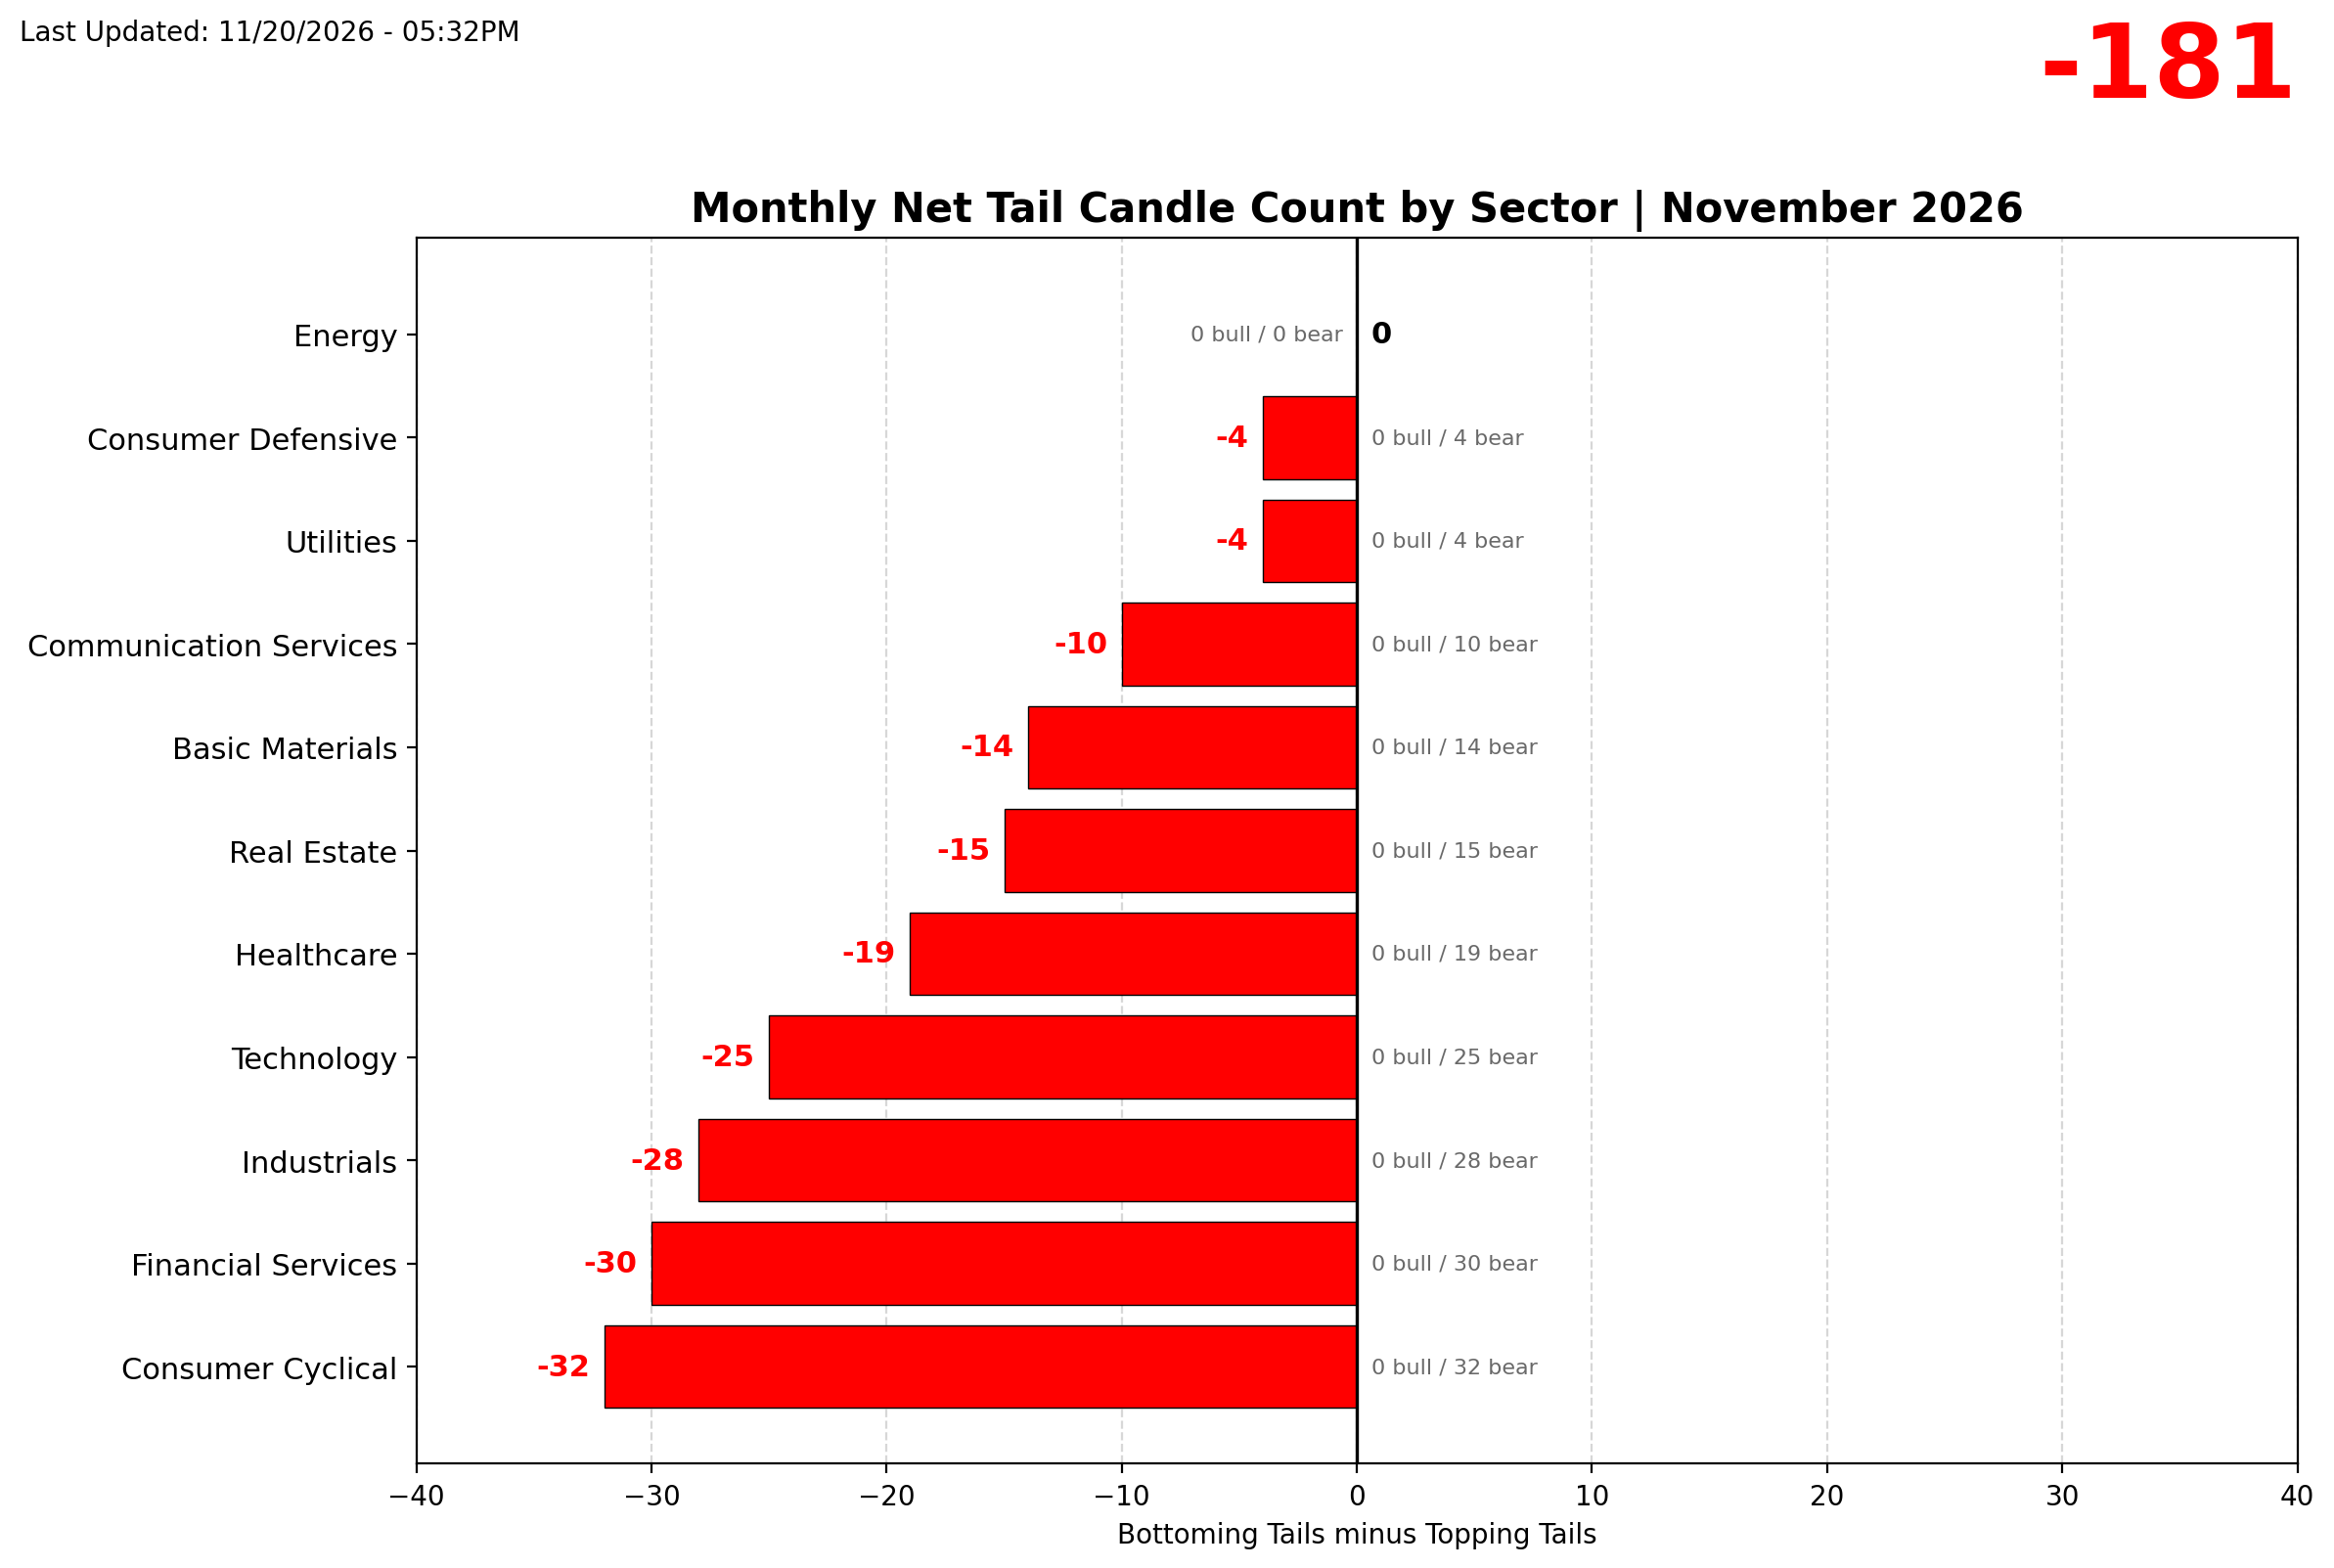 Last Updated: 11/20/2026 - 05:32PM
-181
Monthly Net Tail Candle Count by Sector | November 2026
Energy 0 bull / 0 bear 0
Consumer Defensive -4 0 bull / 4 bear
Utilities -4 0 bull / 4 bear
Communication Services -10 0 bull / 10 bear
Basic Materials -14 0 bull / 14 bear
Real Estate -15 0 bull / 15 bear
Healthcare -19 0 bull / 19 bear
Technology -25 0 bull / 25 bear
Industrials -28 0 bull / 28 bear
Financial Services -30 0 bull / 30 bear
Consumer Cyclical -32 0 bull / 32 bear
−40 −30 −20 −10 0 10 20 30 40
Bottoming Tails minus Topping Tails